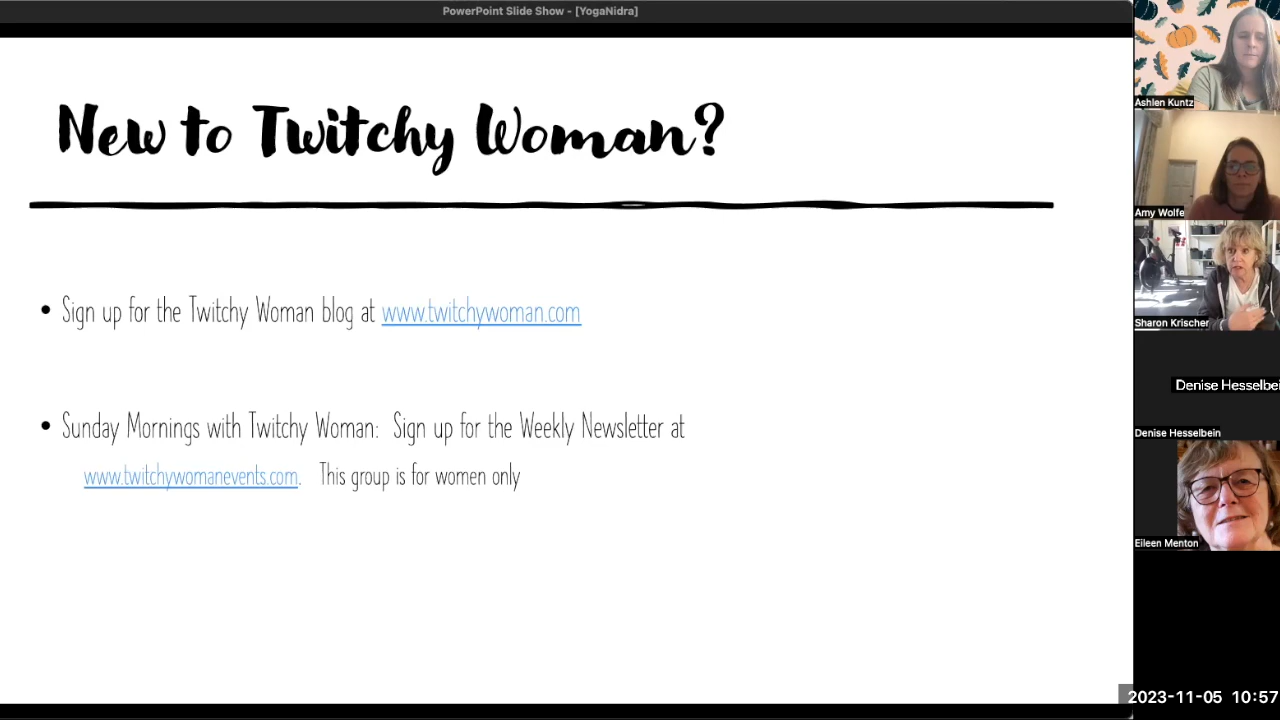 PowerPoint Slide Show - [YogaNidra]
New to Twitchy Woman?
• Sign up for the Twitchy Woman blog at www.twitchywoman.com
• Sunday Mornings with Twitchy Woman: Sign up for the Weekly Newsletter at
www.twitchywomanevents.com. This group is for women only
Ashlen Kuntz
Amy Wolfe
Sharon Krischer
Denise Hesselbei
Denise Hesselbein
Eileen Menton
2023-11-05 10:57